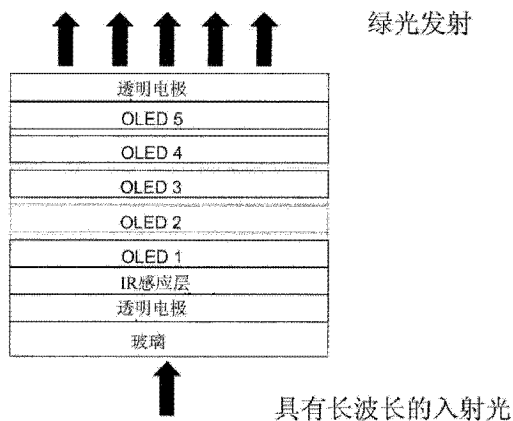 绿光发射
透明电极
OLED 5
OLED 4
OLED 3
OLED 2
OLED 1
IR感应层
透明电极
玻璃
具有长波长的入射光